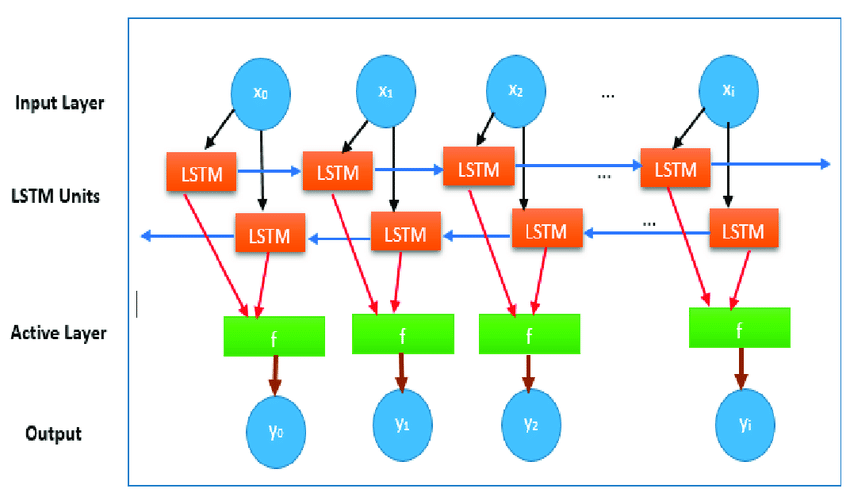 Input Layer
x₀ x₁ x₂ ... xᵢ
LSTM Units
LSTM LSTM LSTM ... LSTM
LSTM LSTM LSTM ... LSTM
Active Layer
f f f f
Output
y₀ y₁ y₂ yᵢ